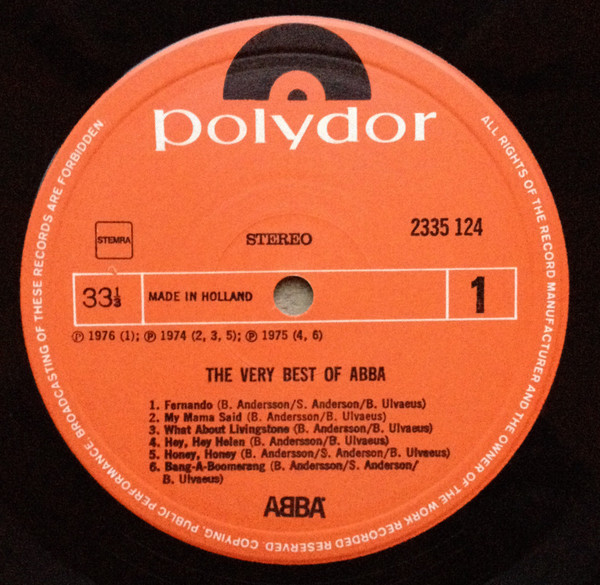 polydor
STEMRA
STEREO
2335 124
33⅓
MADE IN HOLLAND
1
Ⓟ 1976 (1); Ⓟ 1974 (2, 3, 5); Ⓟ 1975 (4, 6)
THE VERY BEST OF ABBA
1. Fernando (B. Andersson/S. Anderson/B. Ulvaeus)
2. My Mama Said (B. Andersson/B. Ulvaeus)
3. What About Livingstone (B. Andersson/B. Ulvaeus)
4. Hey, Hey Helen (B. Andersson/B. Ulvaeus)
5. Honey, Honey (B. Andersson/S. Anderson/B. Ulvaeus)
6. Bang-A-Boomerang (B. Andersson/S. Anderson/
B. Ulvaeus)
ABBA
ALL RIGHTS OF THE RECORD MANUFACTURER AND THE OWNER OF THE WORK RECORDED RESERVED. COPYING, PUBLIC PERFORMANCE, BROADCASTING OF THESE RECORDS ARE FORBIDDEN